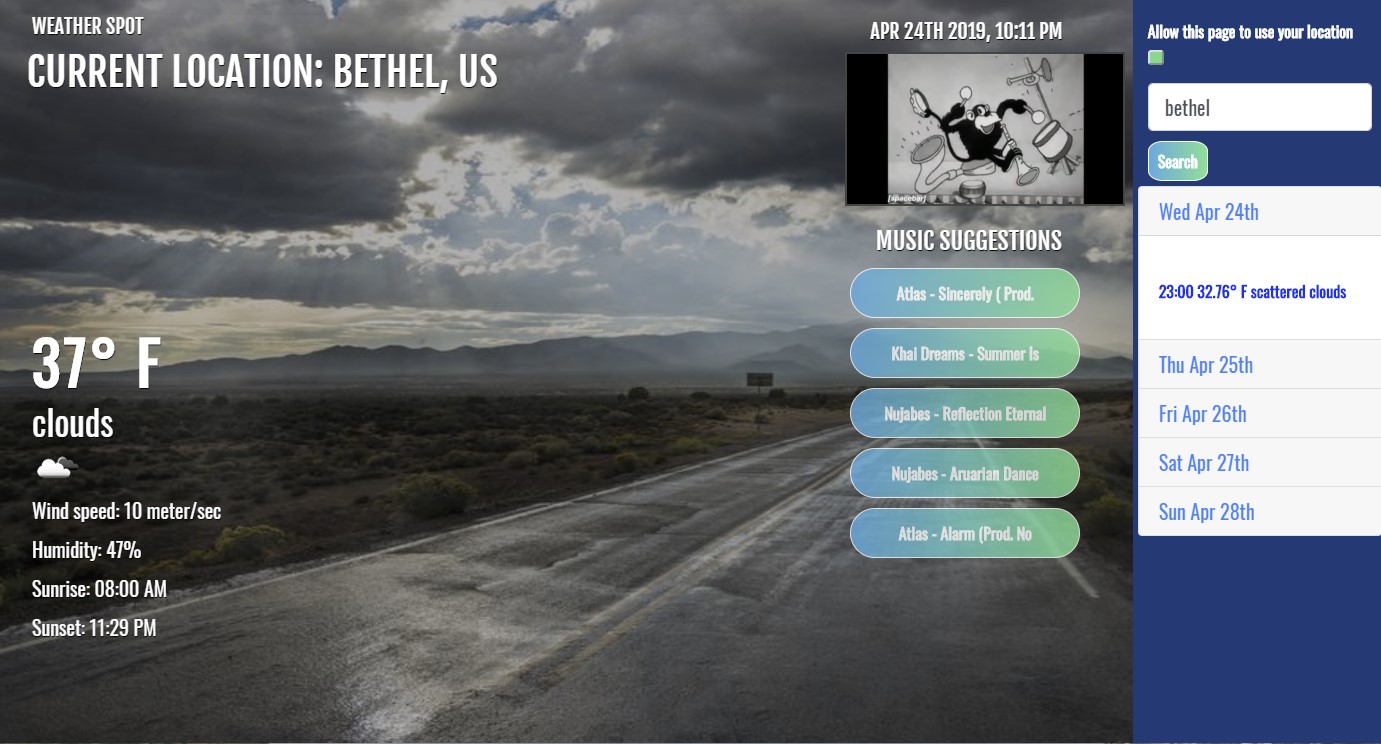 WEATHER SPOT
CURRENT LOCATION: BETHEL, US
37° F
clouds
Wind speed: 10 meter/sec
Humidity: 47%
Sunrise: 08:00 AM
Sunset: 11:29 PM
APR 24TH 2019, 10:11 PM
[spacebar]
MUSIC SUGGESTIONS
Atlas - Sincerely ( Prod.
Khai Dreams - Summer Is
Nujabes - Reflection Eternal
Nujabes - Aruarian Dance
Atlas - Alarm (Prod. No
Allow this page to use your location
bethel
Search
Wed Apr 24th
23:00 32.76° F scattered clouds
Thu Apr 25th
Fri Apr 26th
Sat Apr 27th
Sun Apr 28th